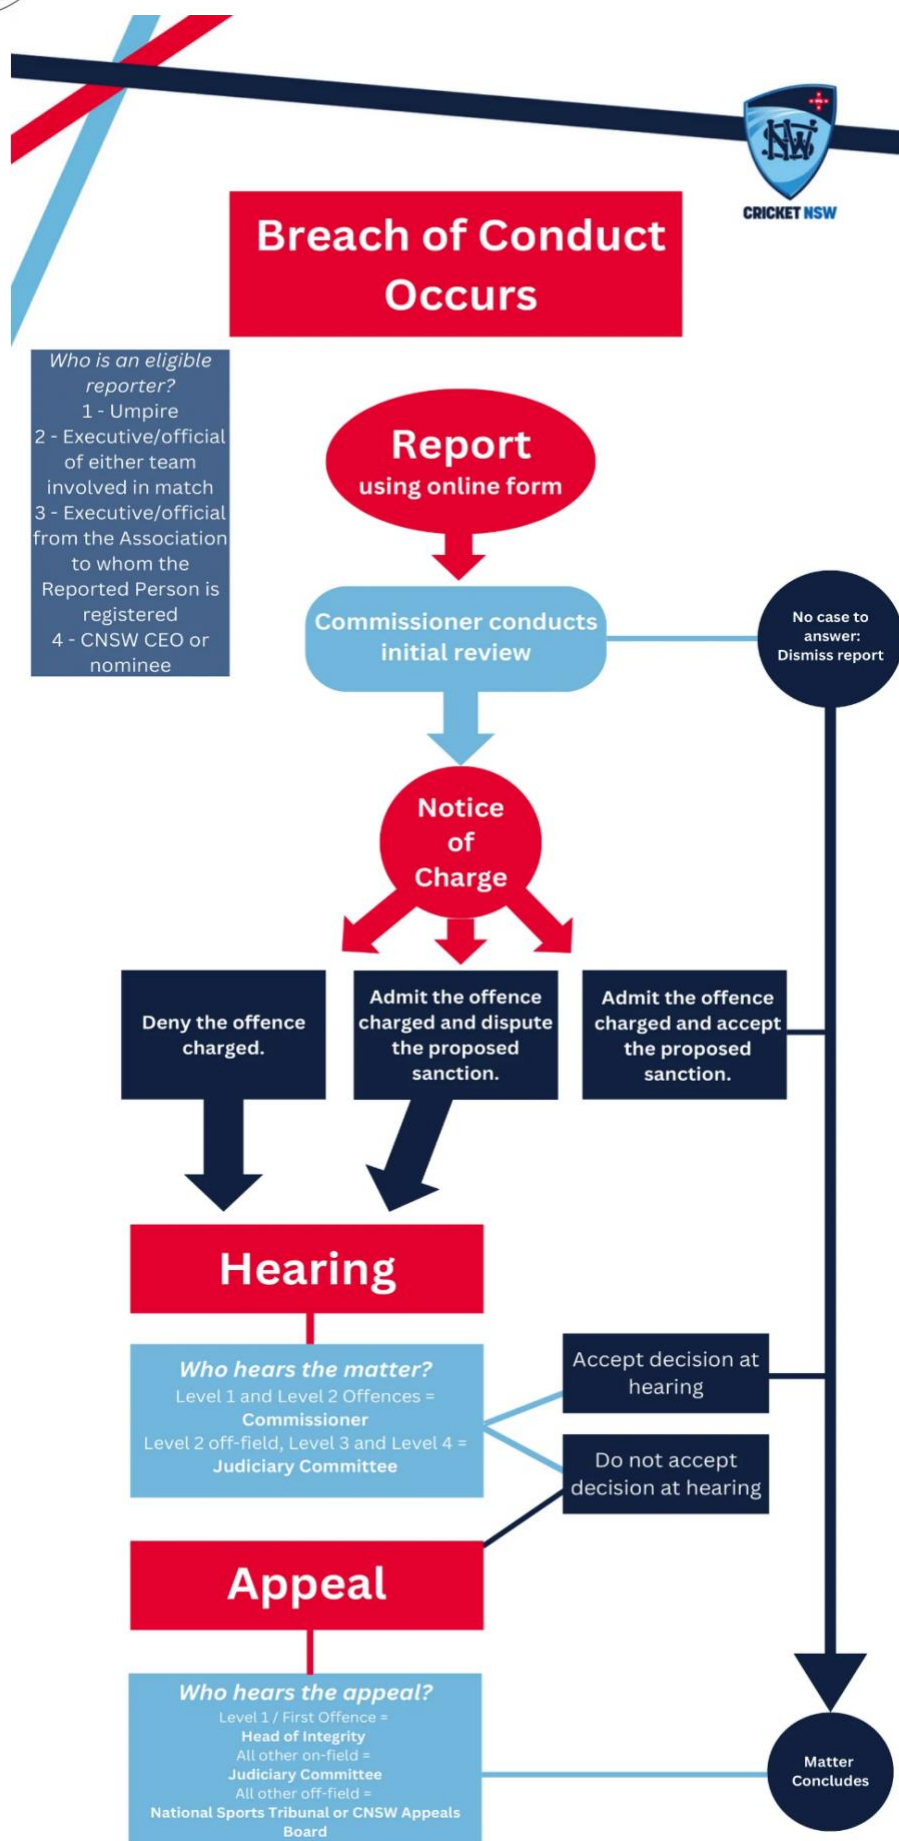 NSW
CRICKET NSW
Breach of Conduct
Occurs
Who is an eligible
reporter?
1 - Umpire
2 - Executive/official
of either team
involved in match
3 - Executive/official
from the Association
to whom the
Reported Person is
registered
4 - CNSW CEO or
nominee
Report
using online form
Commissioner conducts
initial review
No case to
answer:
Dismiss report
Notice
of
Charge
Deny the offence
charged.
Admit the offence
charged and dispute
the proposed
sanction.
Admit the offence
charged and accept
the proposed
sanction.
Hearing
Who hears the matter?
Level 1 and Level 2 Offences =
Commissioner
Level 2 off-field, Level 3 and Level 4 =
Judiciary Committee
Accept decision at
hearing
Do not accept
decision at hearing
Appeal
Who hears the appeal?
Level 1 / First Offence =
Head of Integrity
All other on-field =
Judiciary Committee
All other off-field =
National Sports Tribunal or CNSW Appeals
Board
Matter
Concludes